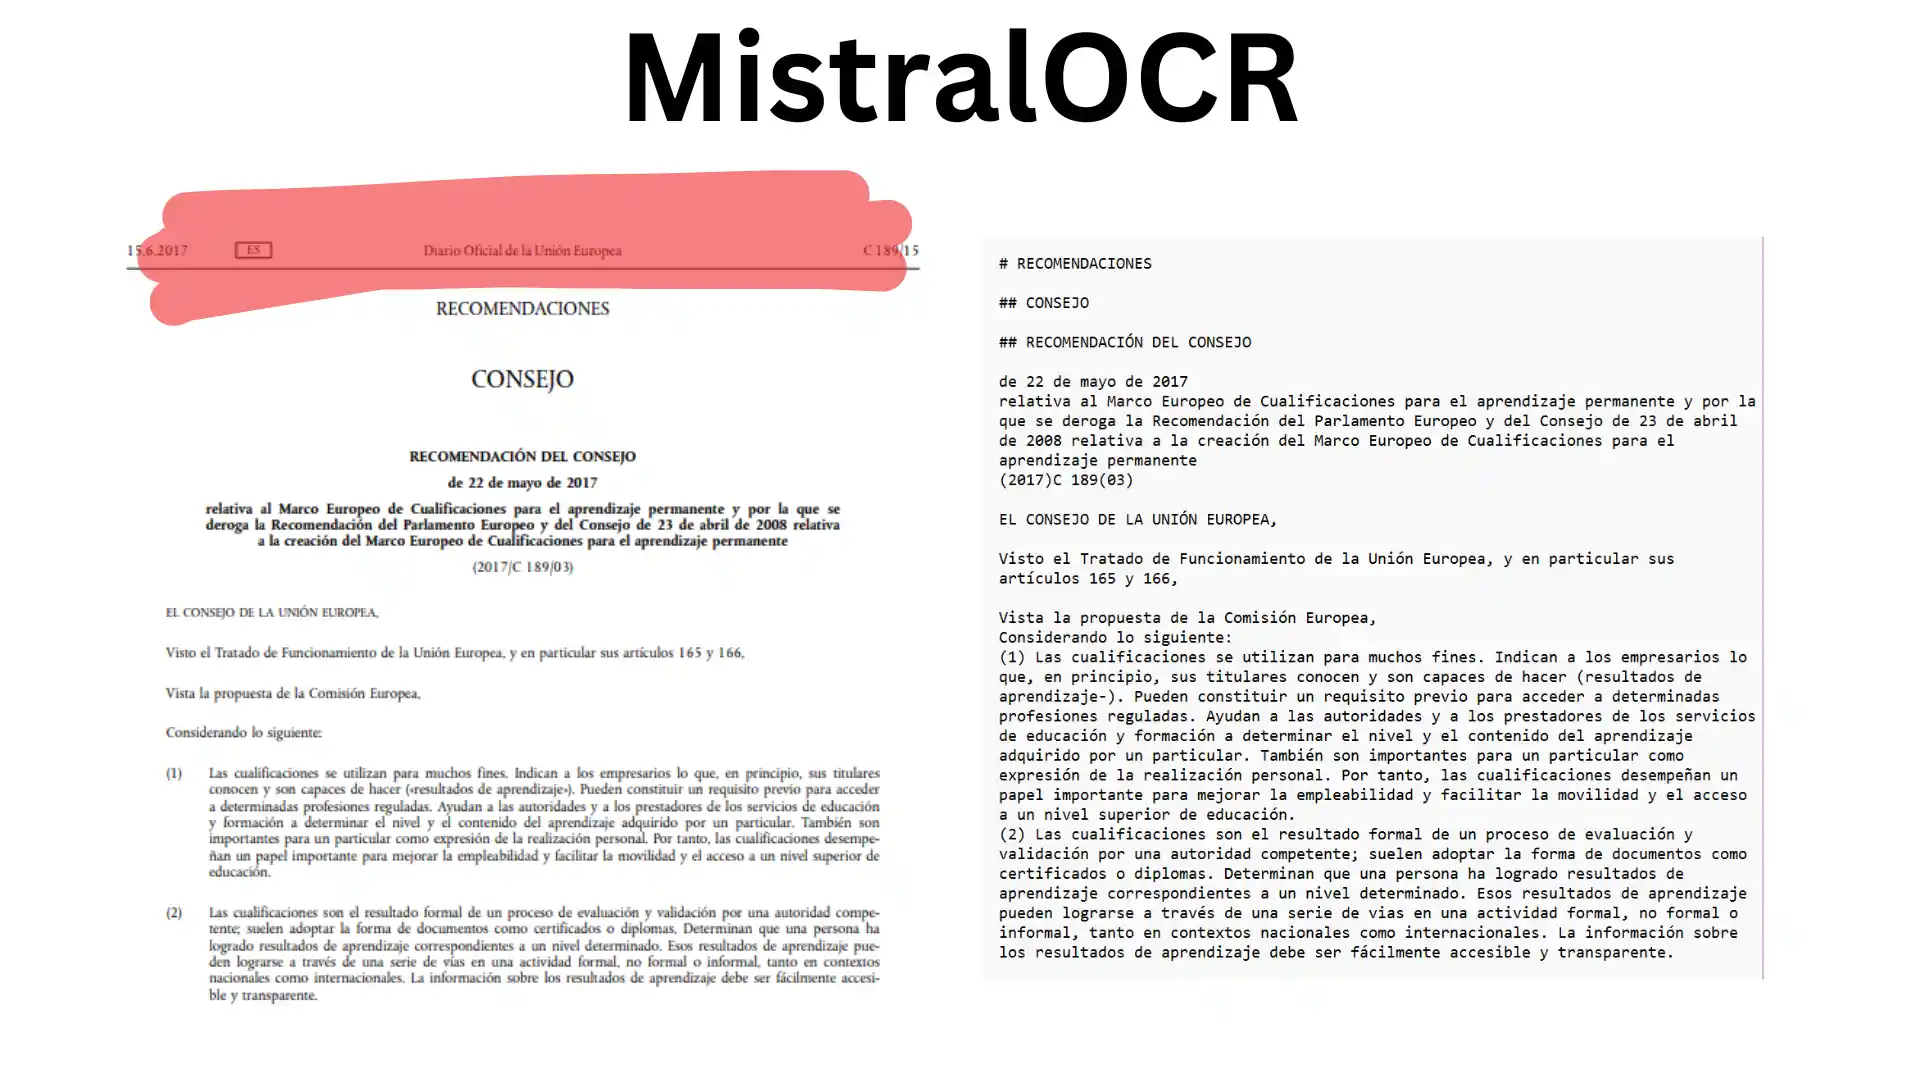 MistralOCR
15.6.2017 ES Diario Oficial de la Unión Europea C 189/15
RECOMENDACIONES
CONSEJO
RECOMENDACIÓN DEL CONSEJO
de 22 de mayo de 2017
relativa al Marco Europeo de Cualificaciones para el aprendizaje permanente y por la que se
deroga la Recomendación del Parlamento Europeo y del Consejo de 23 de abril de 2008 relativa
a la creación del Marco Europeo de Cualificaciones para el aprendizaje permanente
(2017/C 189/03)
EL CONSEJO DE LA UNIÓN EUROPEA,
Visto el Tratado de Funcionamiento de la Unión Europea, y en particular sus artículos 165 y 166,
Vista la propuesta de la Comisión Europea,
Considerando lo siguiente:
(1) Las cualificaciones se utilizan para muchos fines. Indican a los empresarios lo que, en principio, sus titulares
conocen y son capaces de hacer («resultados de aprendizaje»). Pueden constituir un requisito previo para acceder
a determinadas profesiones reguladas. Ayudan a las autoridades y a los prestadores de los servicios de educación
y formación a determinar el nivel y el contenido del aprendizaje adquirido por un particular. También son
importantes para un particular como expresión de la realización personal. Por tanto, las cualificaciones desempe-
ñan un papel importante para mejorar la empleabilidad y facilitar la movilidad y el acceso a un nivel superior de
educación.
(2) Las cualificaciones son el resultado formal de un proceso de evaluación y validación por una autoridad compe-
tente; suelen adoptar la forma de documentos como certificados o diplomas. Determinan que una persona ha
logrado resultados de aprendizaje correspondientes a un nivel determinado. Esos resultados de aprendizaje pue-
den lograrse a través de una serie de vías en una actividad formal, no formal o informal, tanto en contextos
nacionales como internacionales. La información sobre los resultados de aprendizaje debe ser fácilmente accesi-
ble y transparente.
# RECOMENDACIONES
## CONSEJO
## RECOMENDACIÓN DEL CONSEJO
de 22 de mayo de 2017
relativa al Marco Europeo de Cualificaciones para el aprendizaje permanente y por la
que se deroga la Recomendación del Parlamento Europeo y del Consejo de 23 de abril
de 2008 relativa a la creación del Marco Europeo de Cualificaciones para el
aprendizaje permanente
(2017)C 189(03)
EL CONSEJO DE LA UNIÓN EUROPEA,
Visto el Tratado de Funcionamiento de la Unión Europea, y en particular sus
artículos 165 y 166,
Vista la propuesta de la Comisión Europea,
Considerando lo siguiente:
(1) Las cualificaciones se utilizan para muchos fines. Indican a los empresarios lo
que, en principio, sus titulares conocen y son capaces de hacer (resultados de
aprendizaje-). Pueden constituir un requisito previo para acceder a determinadas
profesiones reguladas. Ayudan a las autoridades y a los prestadores de los servicios
de educación y formación a determinar el nivel y el contenido del aprendizaje
adquirido por un particular. También son importantes para un particular como
expresión de la realización personal. Por tanto, las cualificaciones desempeñan un
papel importante para mejorar la empleabilidad y facilitar la movilidad y el acceso
a un nivel superior de educación.
(2) Las cualificaciones son el resultado formal de un proceso de evaluación y
validación por una autoridad competente; suelen adoptar la forma de documentos como
certificados o diplomas. Determinan que una persona ha logrado resultados de
aprendizaje correspondientes a un nivel determinado. Esos resultados de aprendizaje
pueden lograrse a través de una serie de vias en una actividad formal, no formal o
informal, tanto en contextos nacionales como internacionales. La información sobre
los resultados de aprendizaje debe ser fácilmente accesible y transparente.